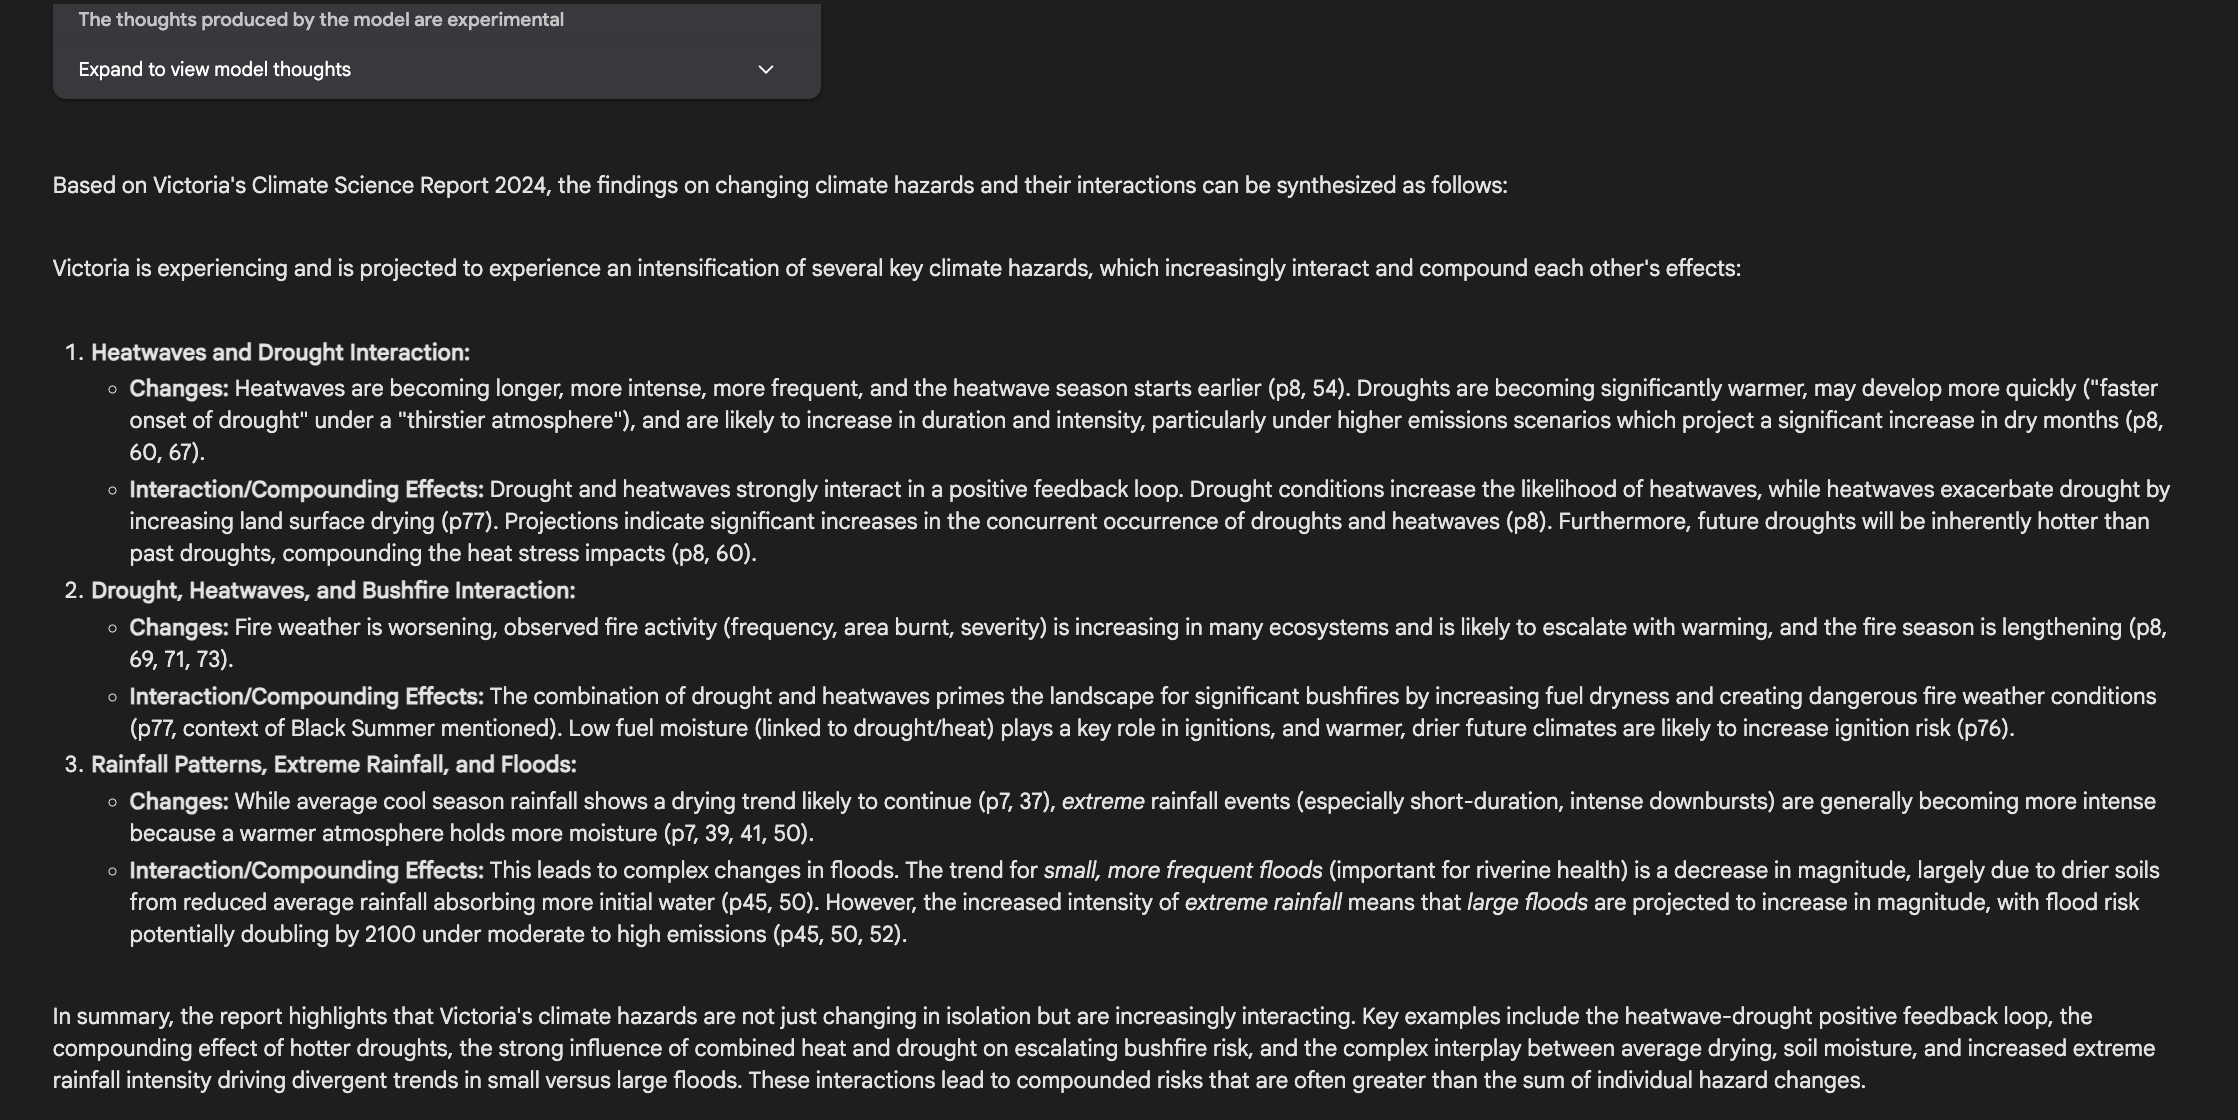 The thoughts produced by the model are experimental
Expand to view model thoughts
Based on Victoria's Climate Science Report 2024, the findings on changing climate hazards and their interactions can be synthesized as follows:
Victoria is experiencing and is projected to experience an intensification of several key climate hazards, which increasingly interact and compound each other's effects:
1. Heatwaves and Drought Interaction:
○ Changes: Heatwaves are becoming longer, more intense, more frequent, and the heatwave season starts earlier (p8, 54). Droughts are becoming significantly warmer, may develop more quickly ("faster
onset of drought" under a "thirstier atmosphere"), and are likely to increase in duration and intensity, particularly under higher emissions scenarios which project a significant increase in dry months (p8,
60, 67).
○ Interaction/Compounding Effects: Drought and heatwaves strongly interact in a positive feedback loop. Drought conditions increase the likelihood of heatwaves, while heatwaves exacerbate drought by
increasing land surface drying (p77). Projections indicate significant increases in the concurrent occurrence of droughts and heatwaves (p8). Furthermore, future droughts will be inherently hotter than
past droughts, compounding the heat stress impacts (p8, 60).
2. Drought, Heatwaves, and Bushfire Interaction:
○ Changes: Fire weather is worsening, observed fire activity (frequency, area burnt, severity) is increasing in many ecosystems and is likely to escalate with warming, and the fire season is lengthening (p8,
69, 71, 73).
○ Interaction/Compounding Effects: The combination of drought and heatwaves primes the landscape for significant bushfires by increasing fuel dryness and creating dangerous fire weather conditions
(p77, context of Black Summer mentioned). Low fuel moisture (linked to drought/heat) plays a key role in ignitions, and warmer, drier future climates are likely to increase ignition risk (p76).
3. Rainfall Patterns, Extreme Rainfall, and Floods:
○ Changes: While average cool season rainfall shows a drying trend likely to continue (p7, 37), extreme rainfall events (especially short-duration, intense downbursts) are generally becoming more intense
because a warmer atmosphere holds more moisture (p7, 39, 41, 50).
○ Interaction/Compounding Effects: This leads to complex changes in floods. The trend for small, more frequent floods (important for riverine health) is a decrease in magnitude, largely due to drier soils
from reduced average rainfall absorbing more initial water (p45, 50). However, the increased intensity of extreme rainfall means that large floods are projected to increase in magnitude, with flood risk
potentially doubling by 2100 under moderate to high emissions (p45, 50, 52).
In summary, the report highlights that Victoria's climate hazards are not just changing in isolation but are increasingly interacting. Key examples include the heatwave-drought positive feedback loop, the
compounding effect of hotter droughts, the strong influence of combined heat and drought on escalating bushfire risk, and the complex interplay between average drying, soil moisture, and increased extreme
rainfall intensity driving divergent trends in small versus large floods. These interactions lead to compounded risks that are often greater than the sum of individual hazard changes.